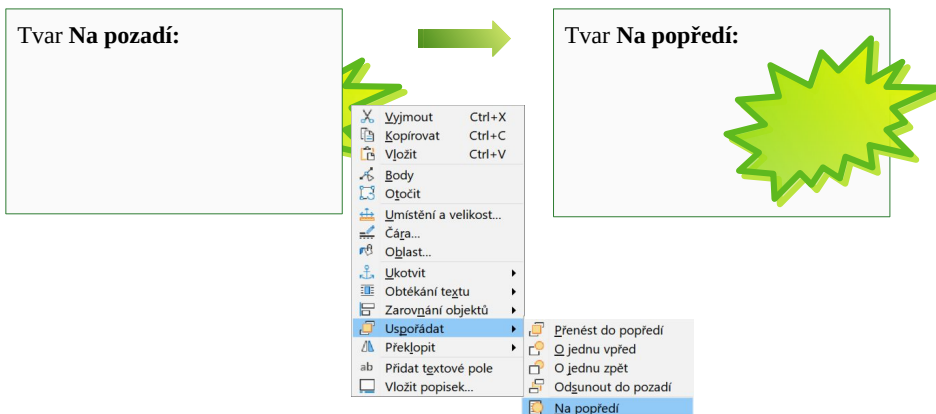 Tvar Na pozadí:
Tvar Na popředí:
Vyjmout Ctrl+X
Kopírovat Ctrl+C
Vložit Ctrl+V
Body
Otočit
Umístění a velikost...
Čára...
Oblast...
Ukotvit
Obtékání textu
Zarovnání objektů
Uspořádat
Překlopit
ab Přidat textové pole
Vložit popisek...
Přenést do popředí
O jednu vpřed
O jednu zpět
Odsunout do pozadí
Na popředí